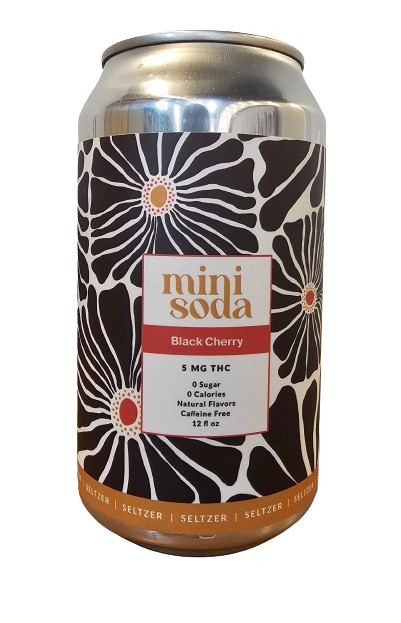 mini
soda
Black Cherry
5 MG THC
0 Sugar
0 Calories
Natural Flavors
Caffeine Free
12 fl oz
| SELTZER | SELTZER | SELTZER | SELTZER | SELTZER